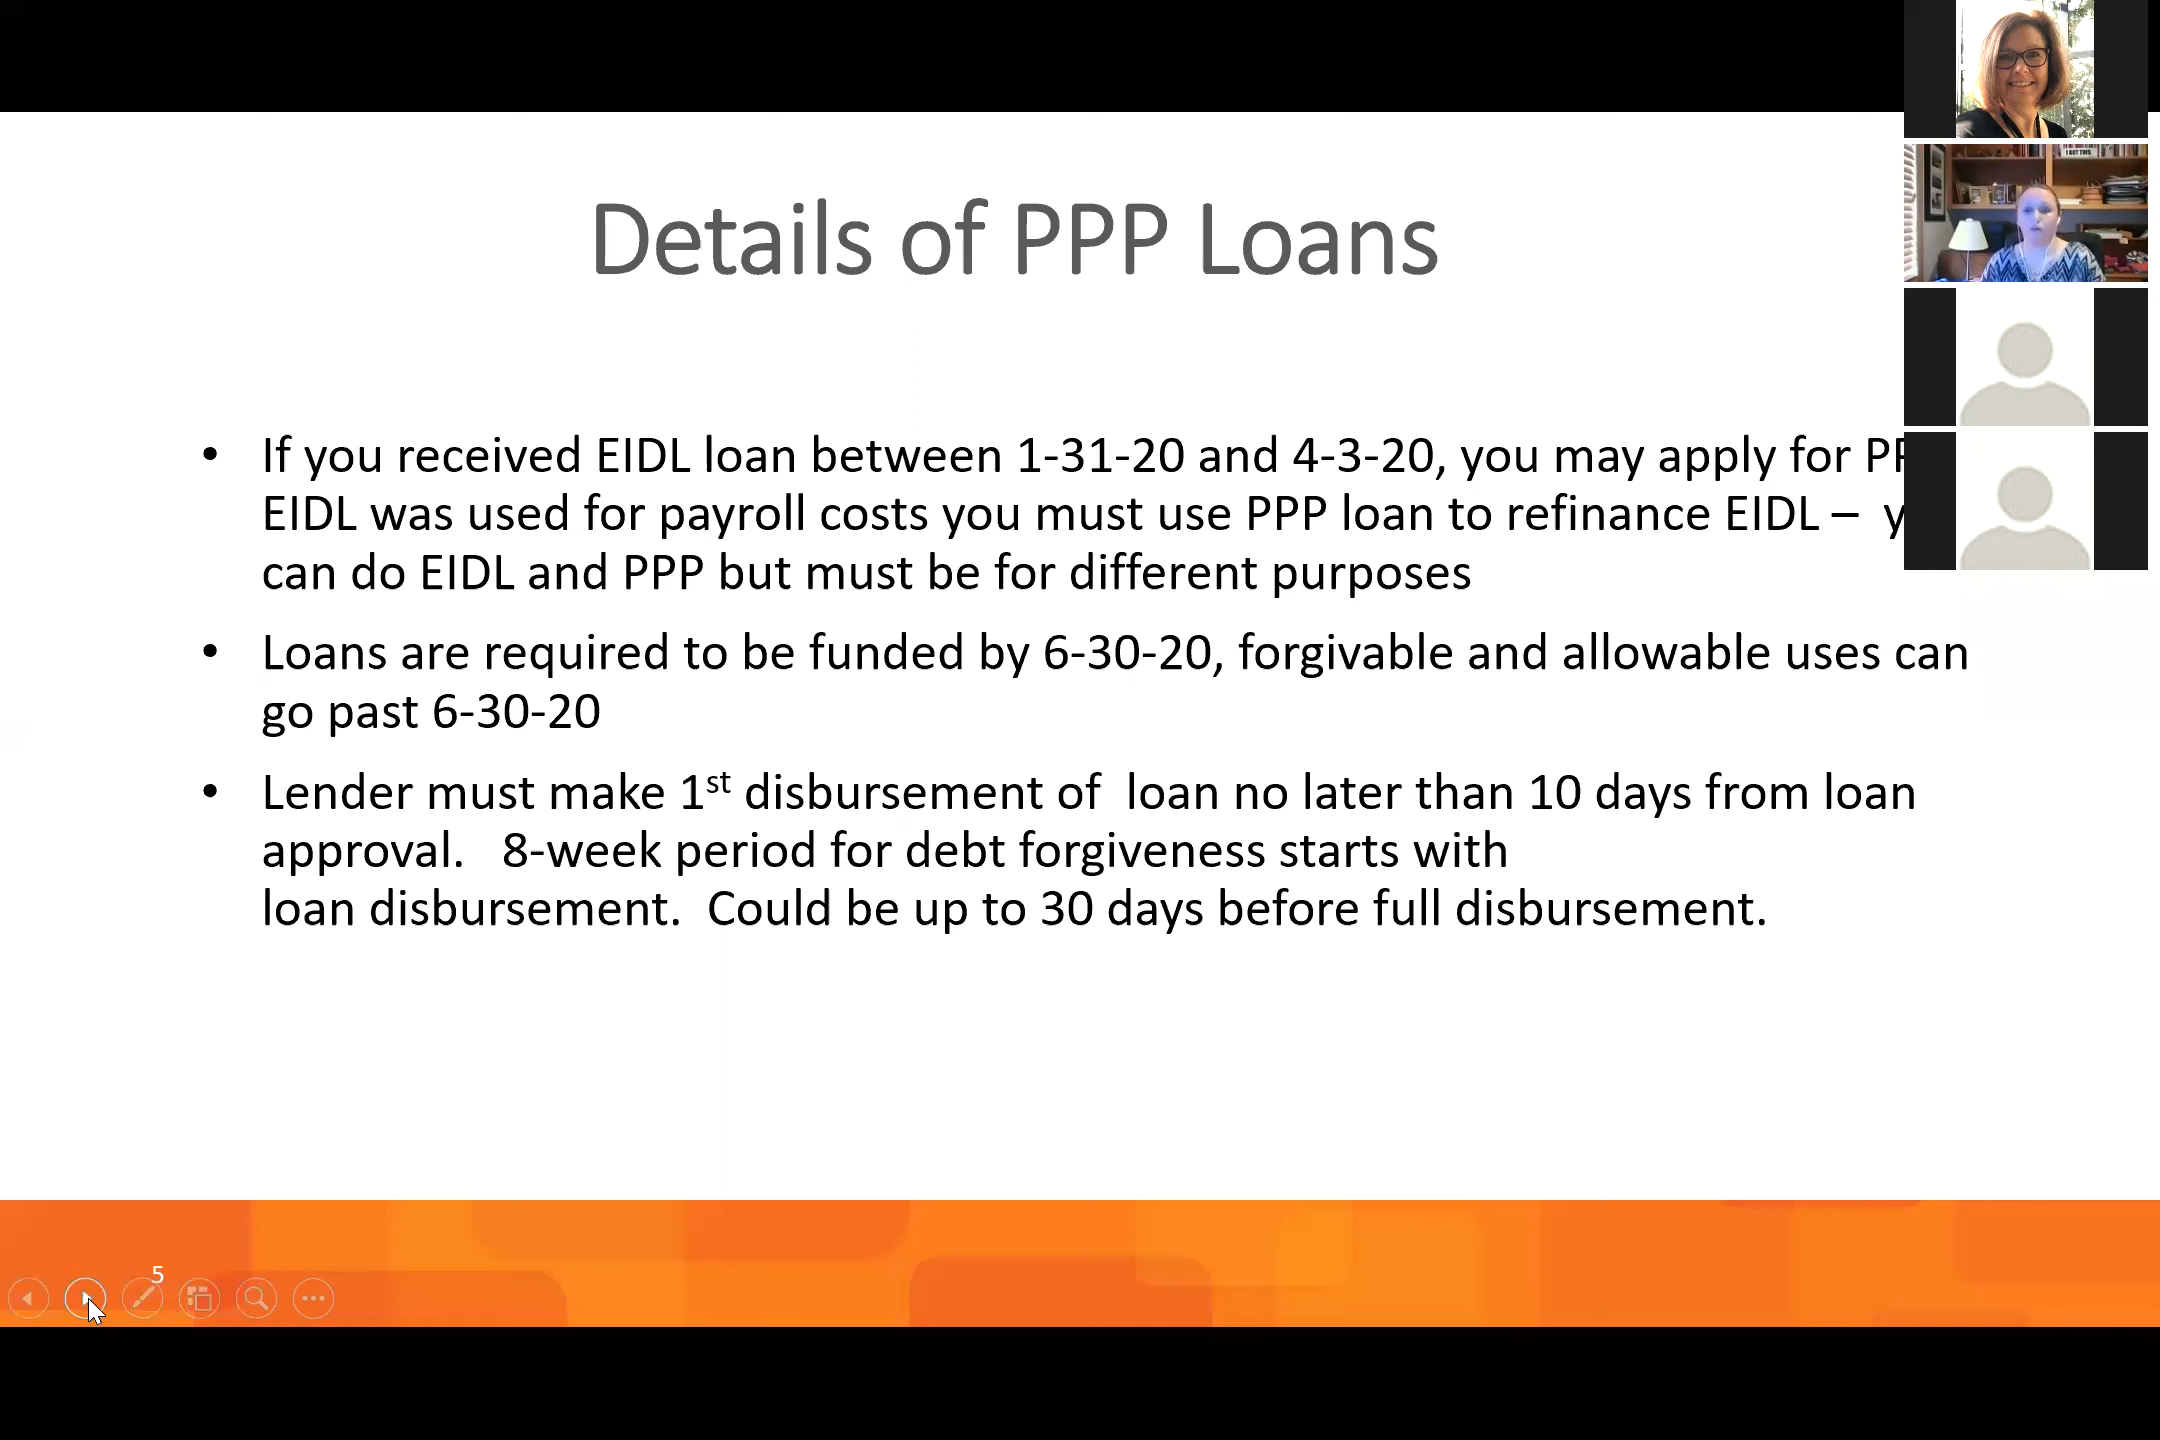 Details of PPP Loans
• If you received EIDL loan between 1-31-20 and 4-3-20, you may apply for
EIDL was used for payroll costs you must use PPP loan to refinance EIDL –
can do EIDL and PPP but must be for different purposes
• Loans are required to be funded by 6-30-20, forgivable and allowable uses can
go past 6-30-20
• Lender must make 1st disbursement of loan no later than 10 days from loan
approval. 8-week period for debt forgiveness starts with
loan disbursement. Could be up to 30 days before full disbursement.
5
I GOT THIS